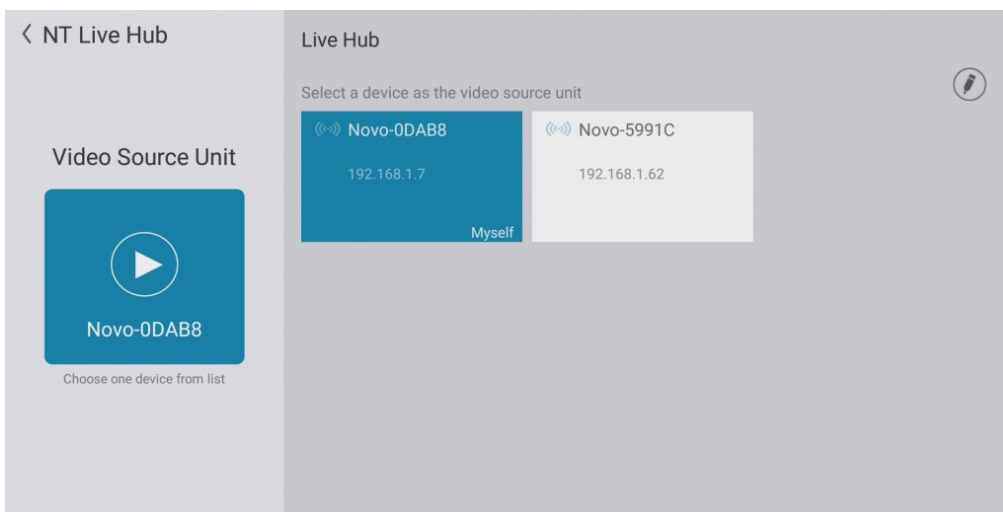 NT Live Hub
Video Source Unit
Novo-0DAB8
Choose one device from list
Live Hub
Select a device as the video source unit
Novo-0DAB8
192.168.1.7
Myself
Novo-5991C
192.168.1.62